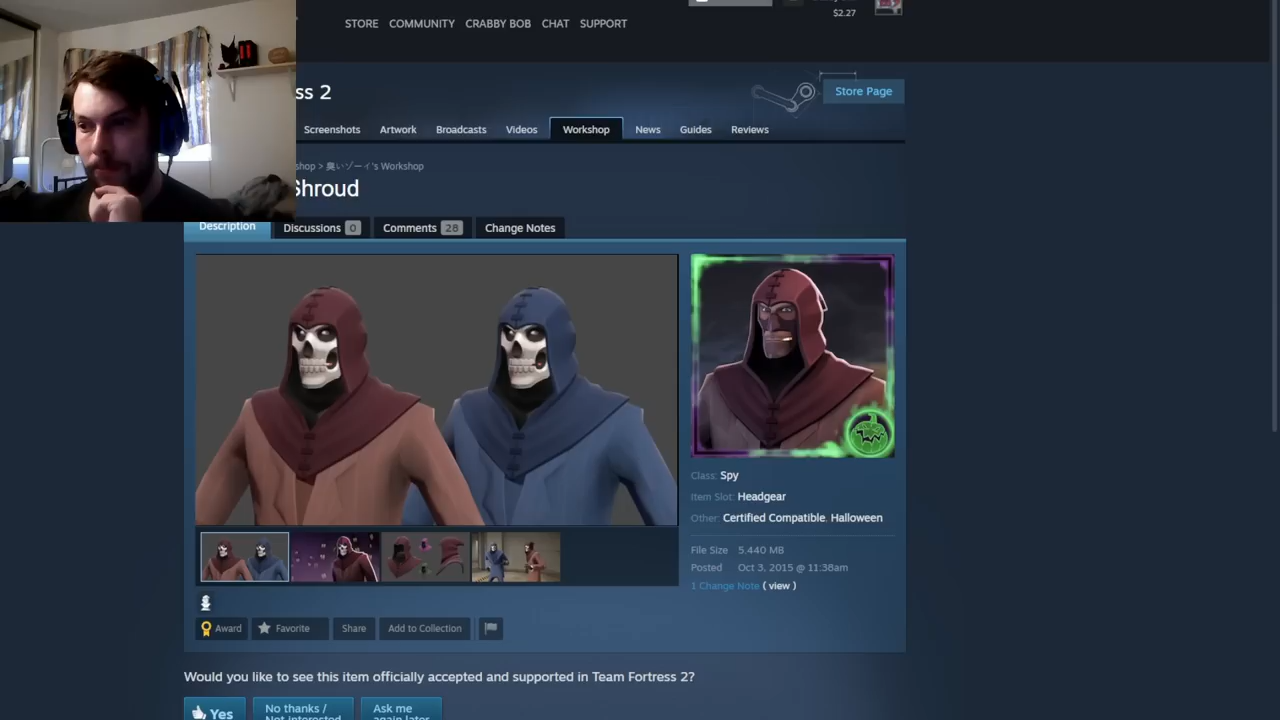 STORE COMMUNITY CRABBY BOB CHAT SUPPORT
$2.27
ss 2
Store Page
Screenshots Artwork Broadcasts Videos Workshop News Guides Reviews
shop > 臭いゾーイ's Workshop
Shroud
Description Discussions 0 Comments 28 Change Notes
Class: Spy
Item Slot: Headgear
Other: Certified Compatible, Halloween
File Size 5.440 MB
Posted Oct 3, 2015 @ 11:38am
1 Change Note ( view )
Award Favorite Share Add to Collection
Would you like to see this item officially accepted and supported in Team Fortress 2?
Yes No thanks / Ask me
Not interested again later